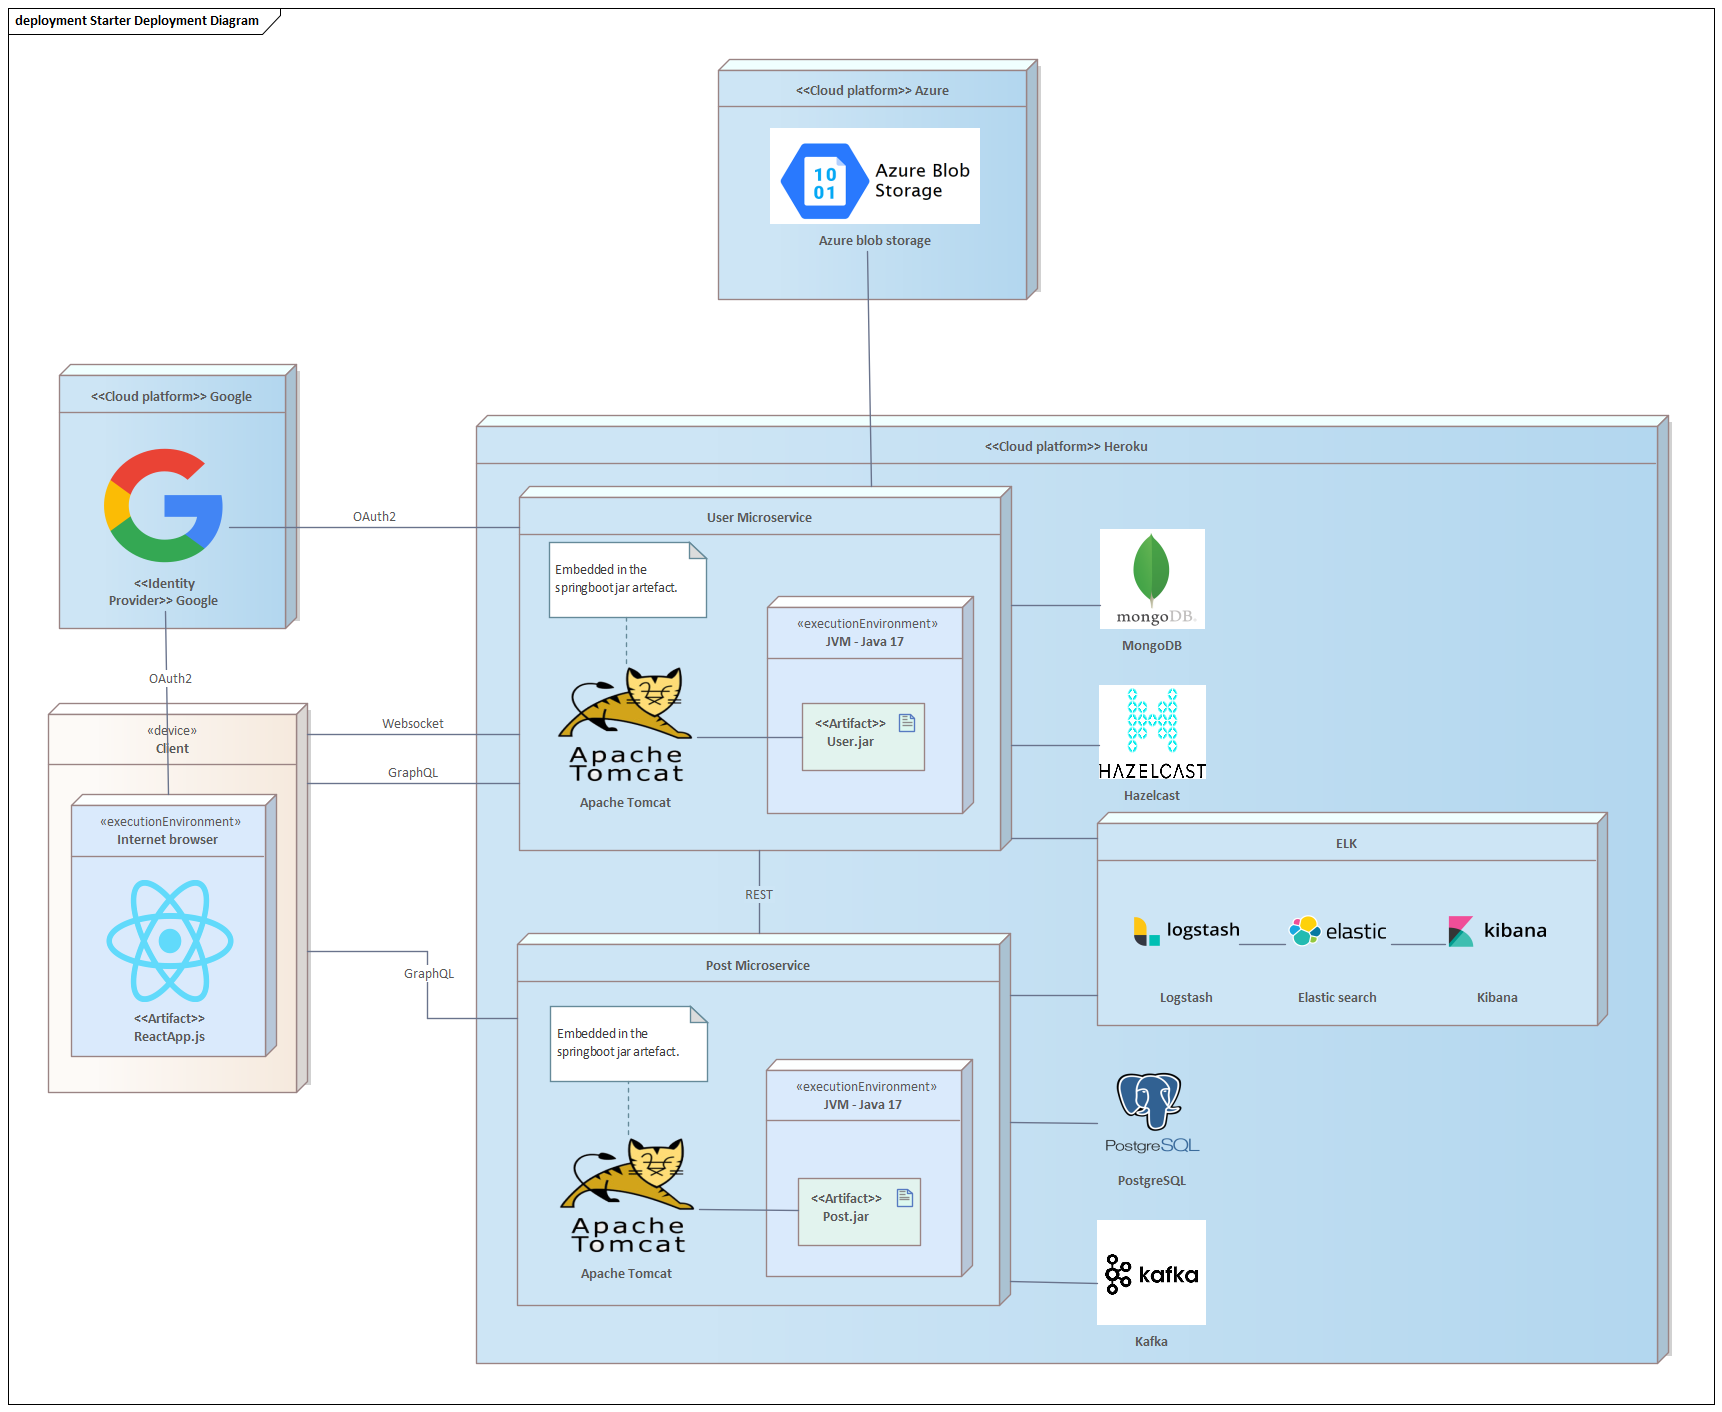 deployment Starter Deployment Diagram
<<Cloud platform>> Azure
10
01
Azure Blob
Storage
Azure blob storage
<<Cloud platform>> Google
<<Identity
Provider>> Google
OAuth2
OAuth2
«device»
Client
«executionEnvironment»
Internet browser
<<Artifact>>
ReactApp.js
Websocket
GraphQL
GraphQL
<<Cloud platform>> Heroku
User Microservice
Embedded in the
springboot jar artefact.
Apache
Tomcat
Apache Tomcat
«executionEnvironment»
JVM - Java 17
<<Artifact>>
User.jar
REST
Post Microservice
Embedded in the
springboot jar artefact.
Apache
Tomcat
Apache Tomcat
«executionEnvironment»
JVM - Java 17
<<Artifact>>
Post.jar
mongoDB.
MongoDB
HAZELCAST
Hazelcast
ELK
logstash
Logstash
elastic
Elastic search
kibana
Kibana
PostgreSQL
PostgreSQL
kafka
Kafka